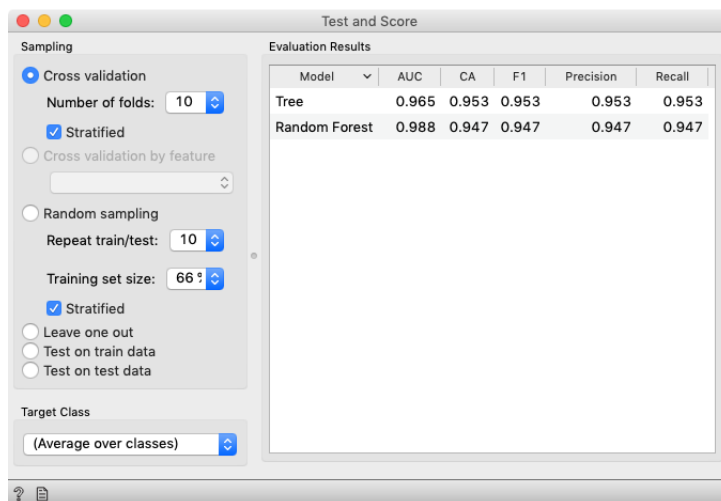 Test and Score
Sampling
Cross validation
Number of folds: 10
Stratified
Cross validation by feature
Random sampling
Repeat train/test: 10
Training set size: 66 %
Stratified
Leave one out
Test on train data
Test on test data
Target Class
(Average over classes)
Evaluation Results
Model AUC CA F1 Precision Recall
Tree 0.965 0.953 0.953 0.953 0.953
Random Forest 0.988 0.947 0.947 0.947 0.947
?